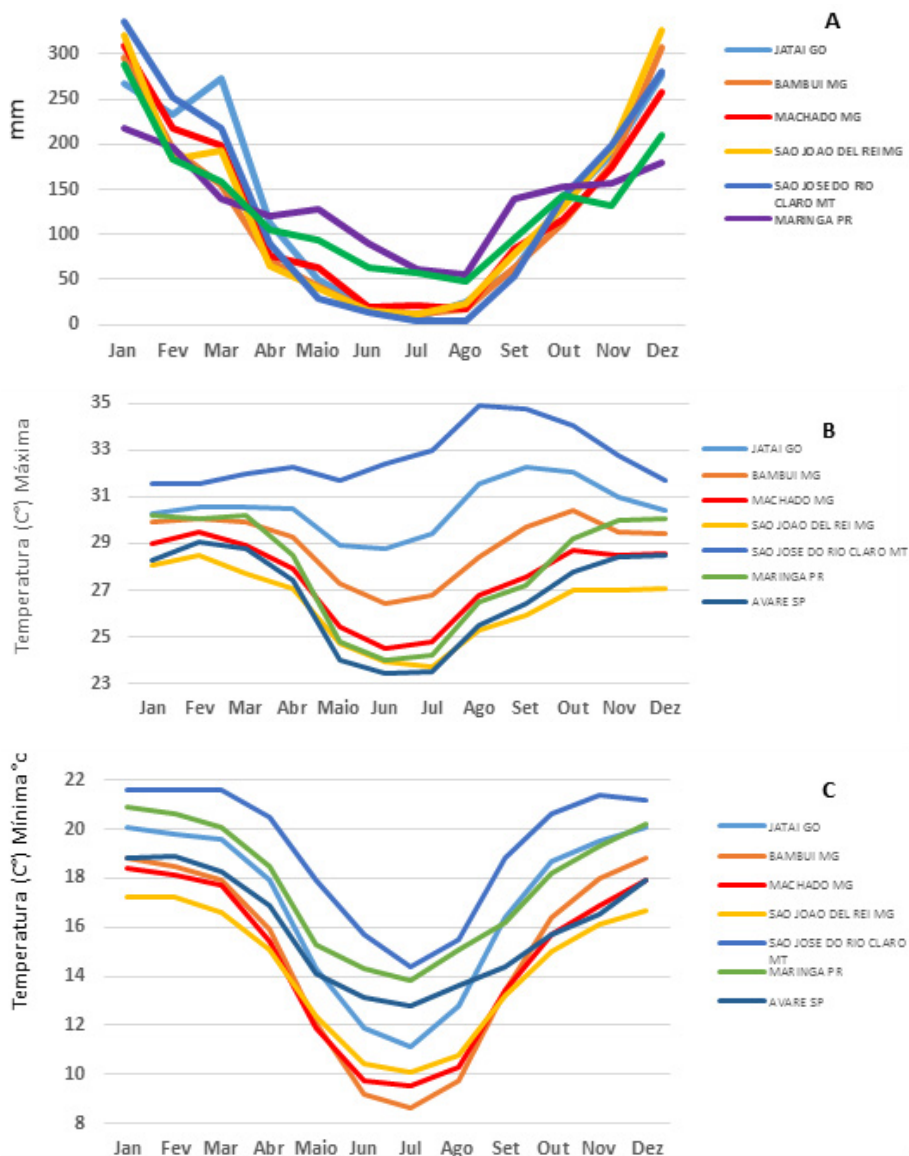 A
300
250
200
150
100
50
0
mm
Jan Fev Mar Abr Maio Jun Jul Ago Set Out Nov Dez
JATAI GO
BAMBUI MG
MACHADO MG
SAO JOAO DEL REI MG
SAO JOSE DO RIO
CLARO MT
MARINGA PR
B
35
33
31
29
27
25
23
Temperatura (C°) Máxima
Jan Fev Mar Abr Maio Jun Jul Ago Set Out Nov Dez
JATAI GO
BAMBUI MG
MACHADO MG
SAO JOAO DEL REI MG
SAO JOSE DO RIO CLARO MT
MARINGA PR
AVARE SP
C
22
20
18
16
14
12
10
8
Temperatura (C°) Mínima °c
Jan Fev Mar Abr Maio Jun Jul Ago Set Out Nov Dez
JATAI GO
BAMBUI MG
MACHADO MG
SAO JOAO DEL REI MG
SAO JOSE DO RIO CLARO
MT
MARINGA PR
AVARE SP